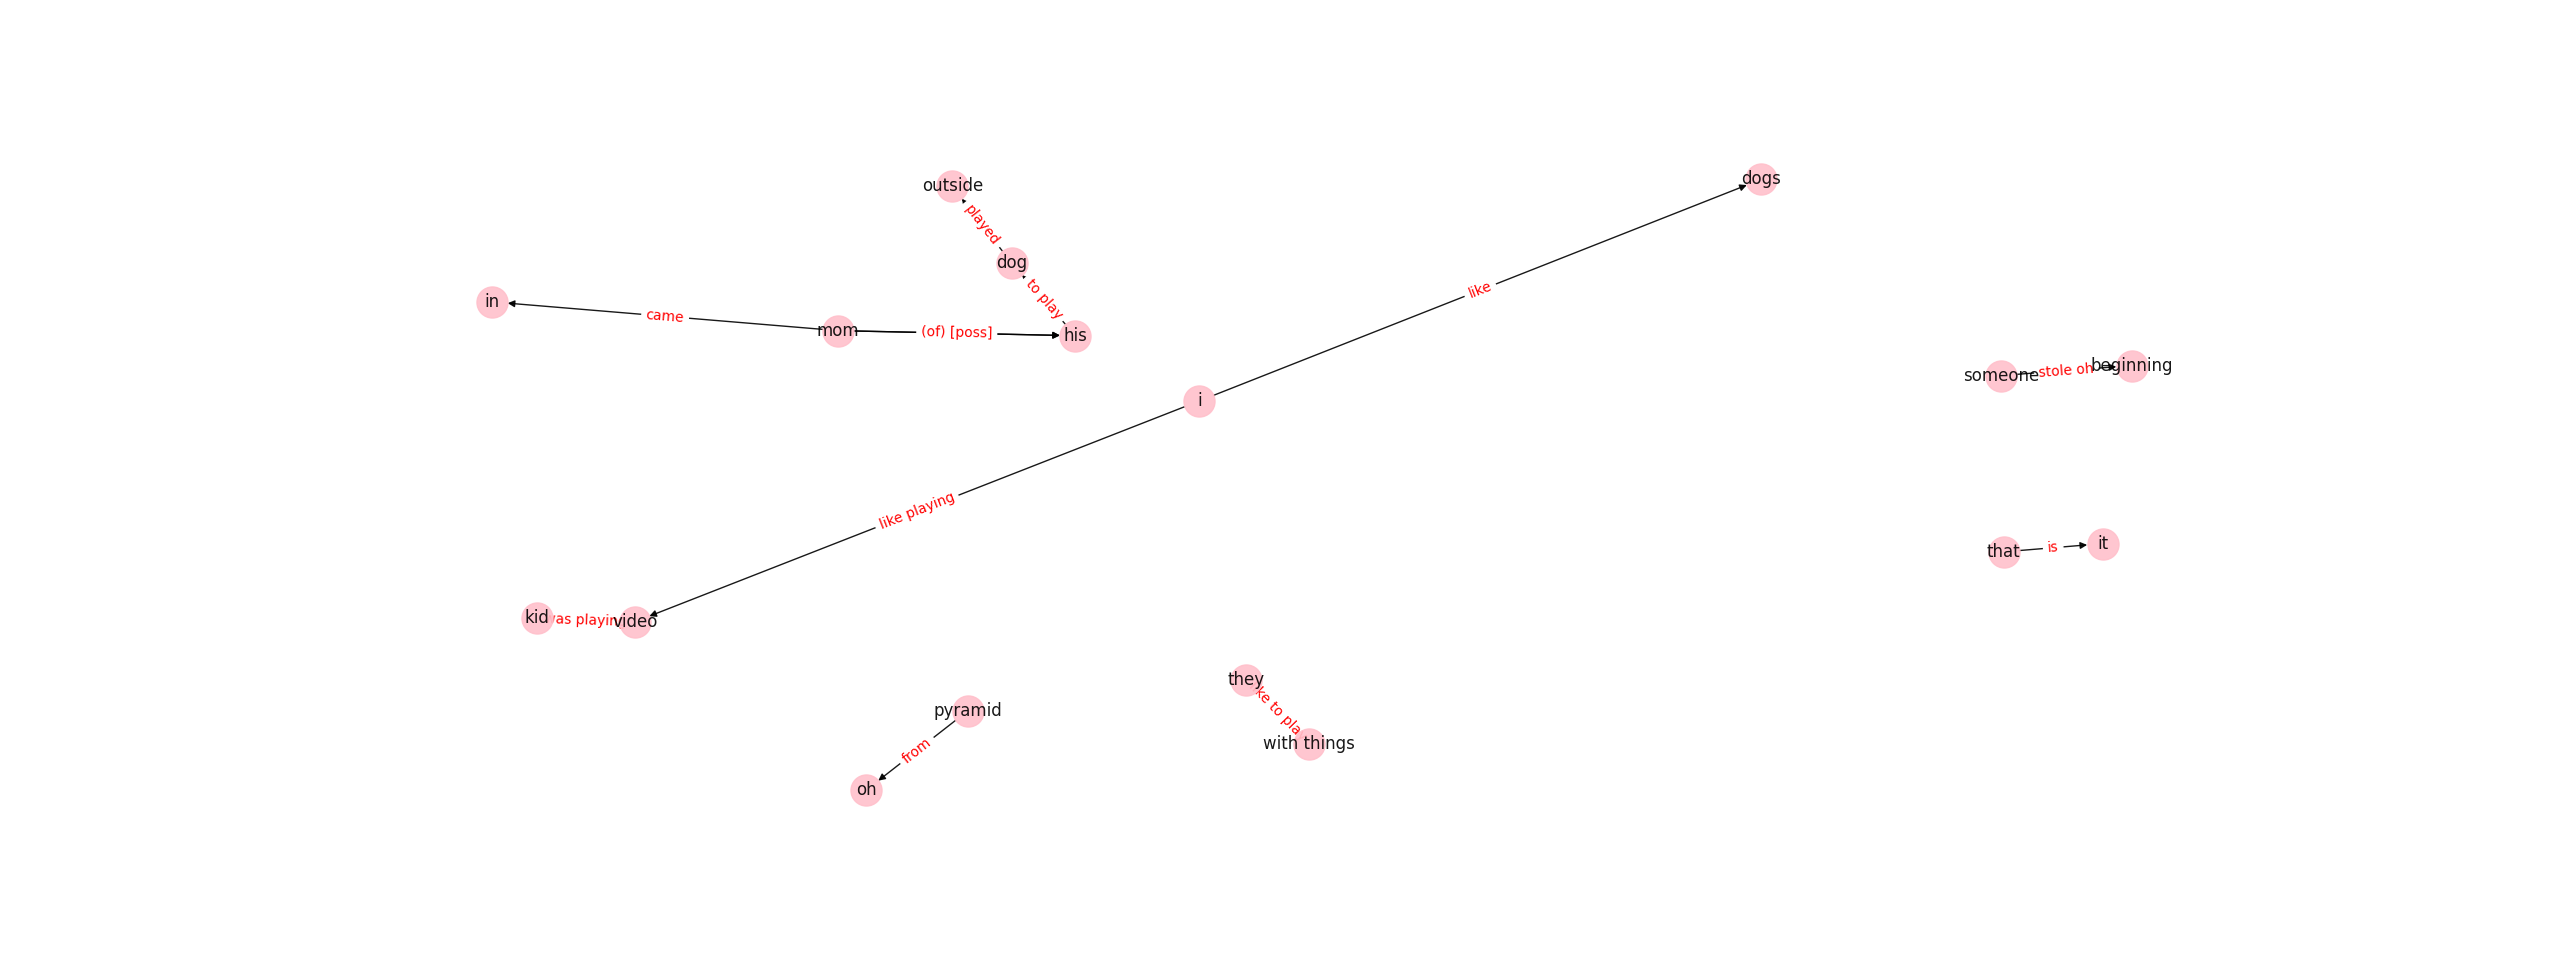 dogs
outside
played
dog
to play
like
in
came
mom
(of) [poss]
his
someone
stole oh
beginning
i
like playing
that
is
it
kid
as playin
video
they
ke to pla
with things
pyramid
from
oh